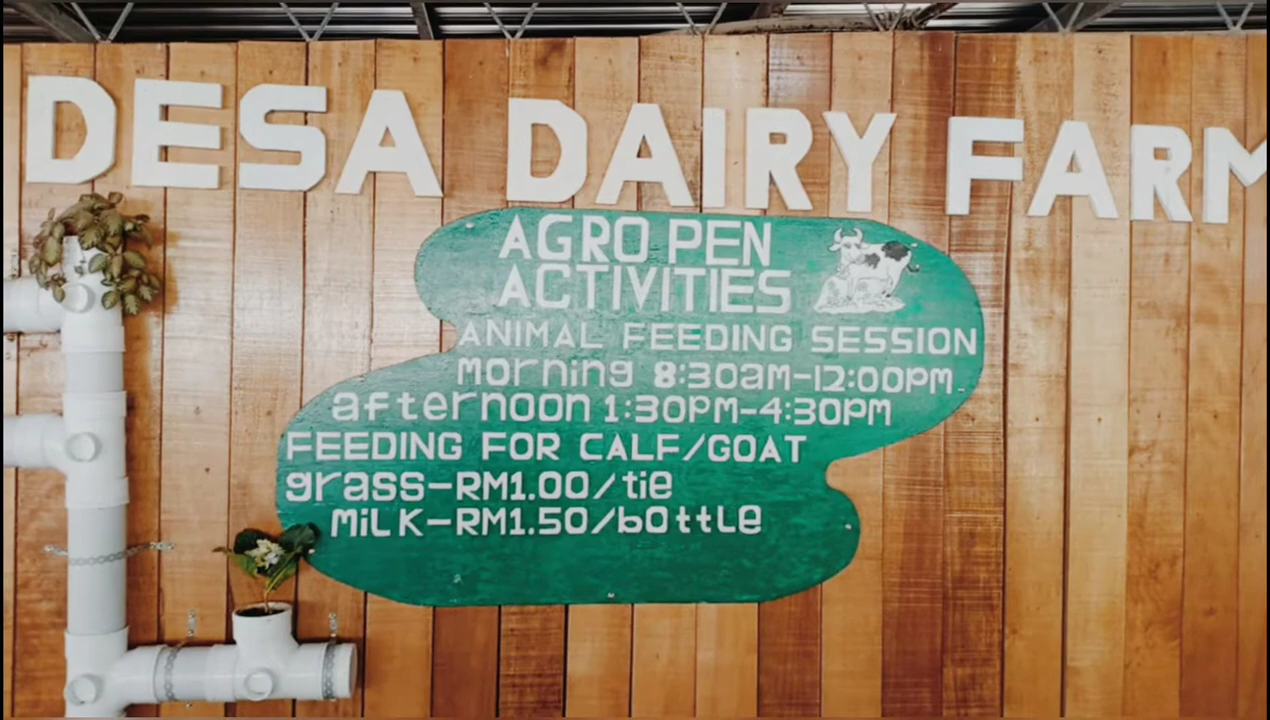 DESA DAIRY FARM
AGRO PEN
ACTIVITIES
ANIMAL FEEDING SESSION
morning 8:30am-12:00pm.
afternoon 1:30PM-4:30PM
FEEDING FOR CALF/GOAT
grass-RM1.00/tie
MiLK-RM1.50/bottle